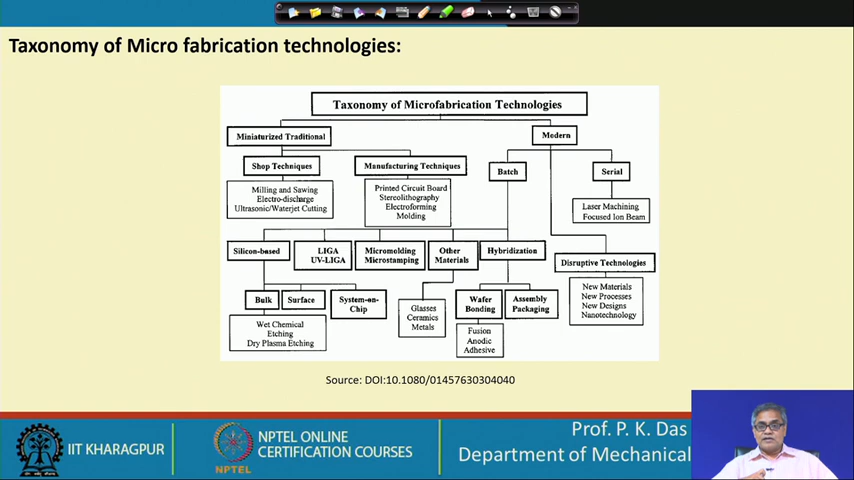 Taxonomy of Micro fabrication technologies:
Taxonomy of Microfabrication Technologies
Miniaturized Traditional
Modern
Shop Techniques
Manufacturing Techniques
Batch
Serial
Milling and Sawing
Electro-discharge
Ultrasonic/Waterjet Cutting
Printed Circuit Board
Stereolithography
Electroforming
Molding
Laser Machining
Focused Ion Beam
Silicon-based
LIGA
UV-LIGA
Micromolding
Microstamping
Other
Materials
Hybridization
Disruptive Technologies
Bulk
Surface
System-on-
Chip
Glasses
Ceramics
Metals
Wafer
Bonding
Assembly
Packaging
New Materials
New Processes
New Designs
Nanotechnology
Wet Chemical
Etching
Dry Plasma Etching
Fusion
Anodic
Adhesive
Source: DOI:10.1080/01457630304040
IIT KHARAGPUR
NPTEL
NPTEL ONLINE
CERTIFICATION COURSES
Prof. P. K. Das
Department of Mechanical